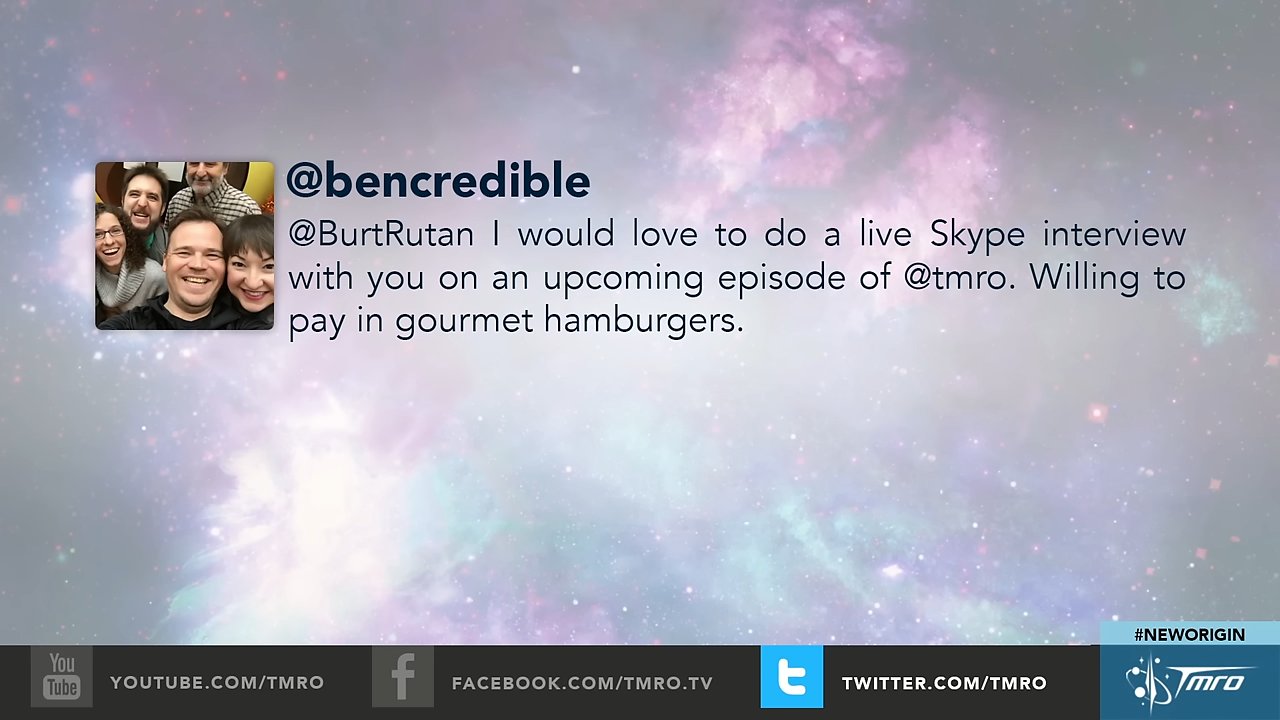 @bencredible
@BurtRutan I would love to do a live Skype interview
with you on an upcoming episode of @tmro. Willing to
pay in gourmet hamburgers.
#NEWORIGIN
You
Tube
YOUTUBE.COM/TMRO
f
FACEBOOK.COM/TMRO.TV
t
TWITTER.COM/TMRO
Tmro